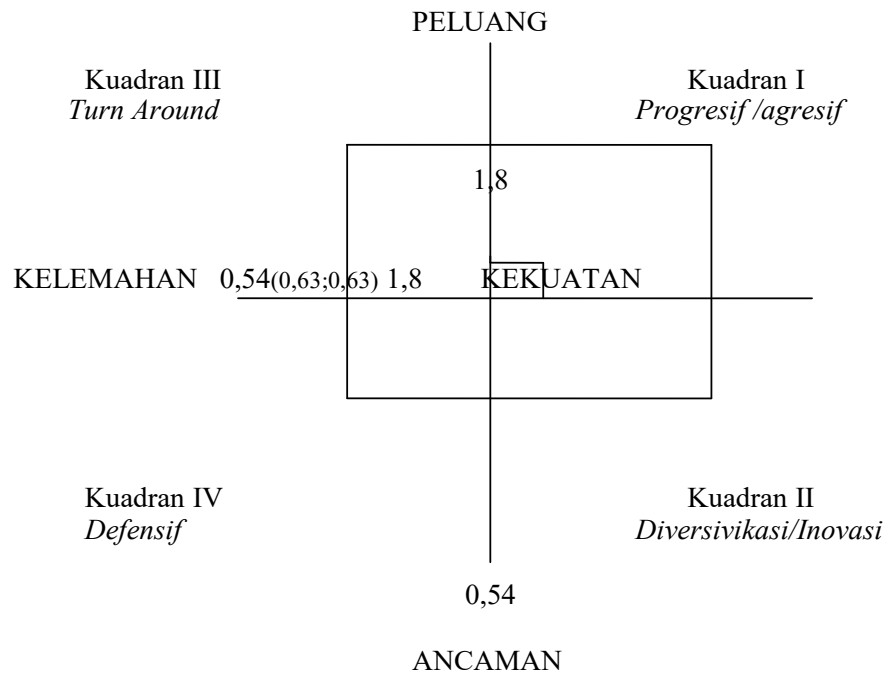 PELUANG
Kuadran III
Turn Around
Kuadran I
Progresif /agresif
1,8
KELEMAHAN 0,54(0,63;0,63) 1,8 KEKUATAN
Kuadran IV
Defensif
Kuadran II
Diversivikasi/Inovasi
0,54
ANCAMAN